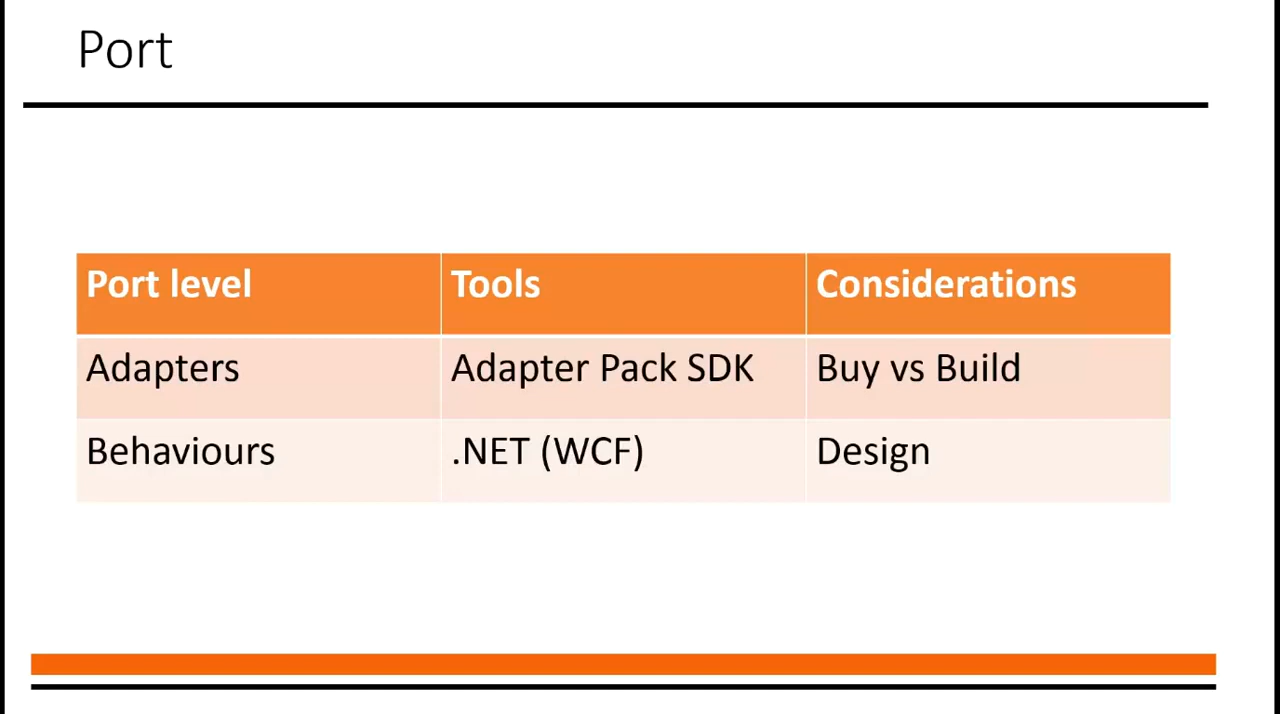 Port
Port level Tools Considerations
Adapters Adapter Pack SDK Buy vs Build
Behaviours .NET (WCF) Design